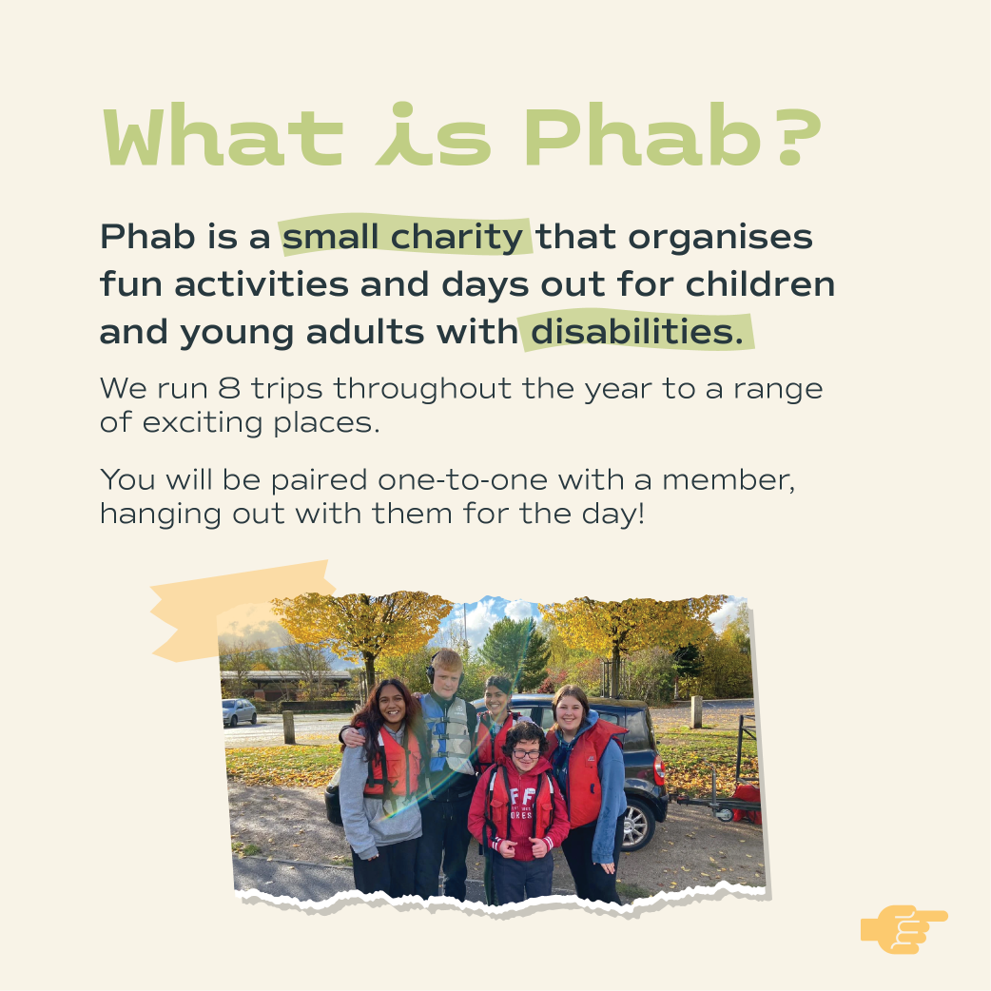 What is Phab?
Phab is a small charity that organises
fun activities and days out for children
and young adults with disabilities.
We run 8 trips throughout the year to a range
of exciting places.
You will be paired one-to-one with a member,
hanging out with them for the day!